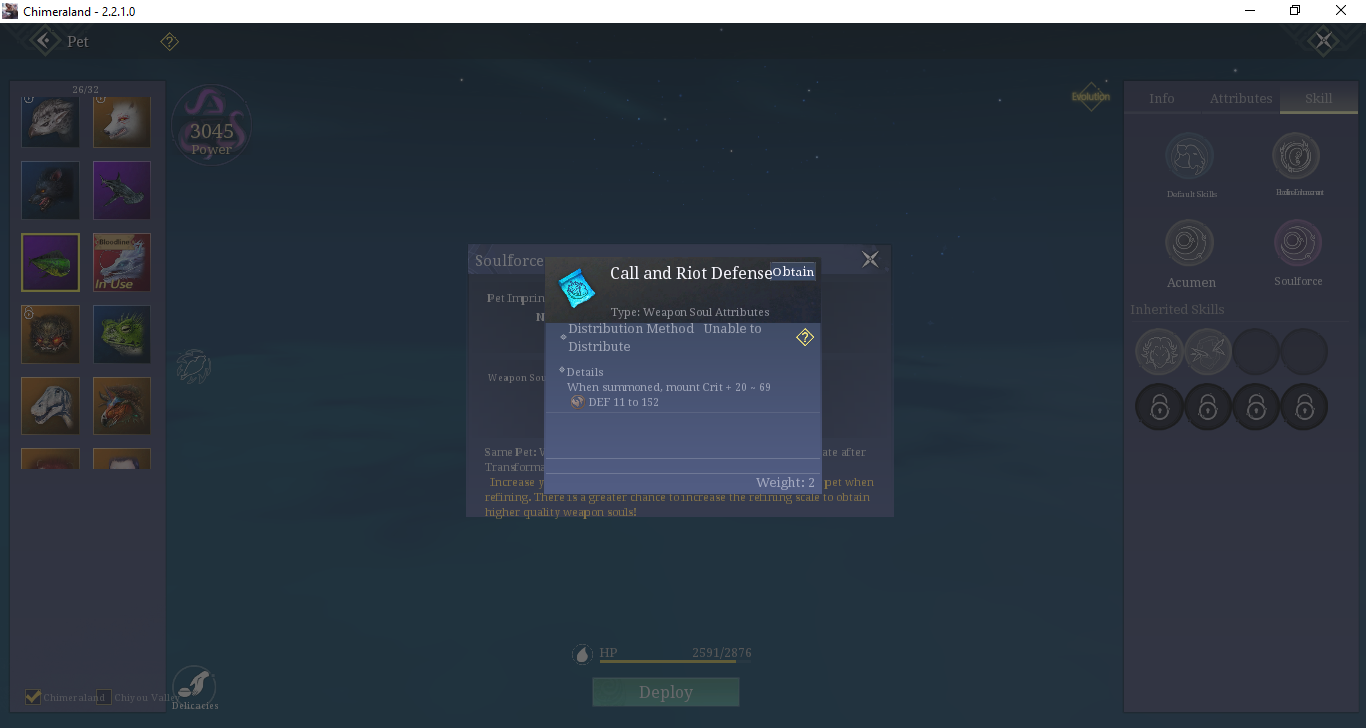 Chimeraland - 2.2.1.0
Pet
?
26/32
3045
Power
Bloodline
In Use
Chimeraland
Chiyou Valley
Delicacies
Evolution
Soulforce
Pet Imprin
N
Weapon Sou
Call and Riot Defense
Obtain
Type: Weapon Soul Attributes
Distribution Method Unable to
Distribute
?
Details
When summoned, mount Crit + 20 ~ 69
DEF 11 to 152
Weight: 2
Same Pet: ate after
Transforma
Increase y pet when
refining. There is a greater chance to increase the refining scale to obtain
higher quality weapon souls!
HP 2591/2876
Deploy
Info Attributes Skill
Default Skills
Acumen
Soulforce
Inherited Skills